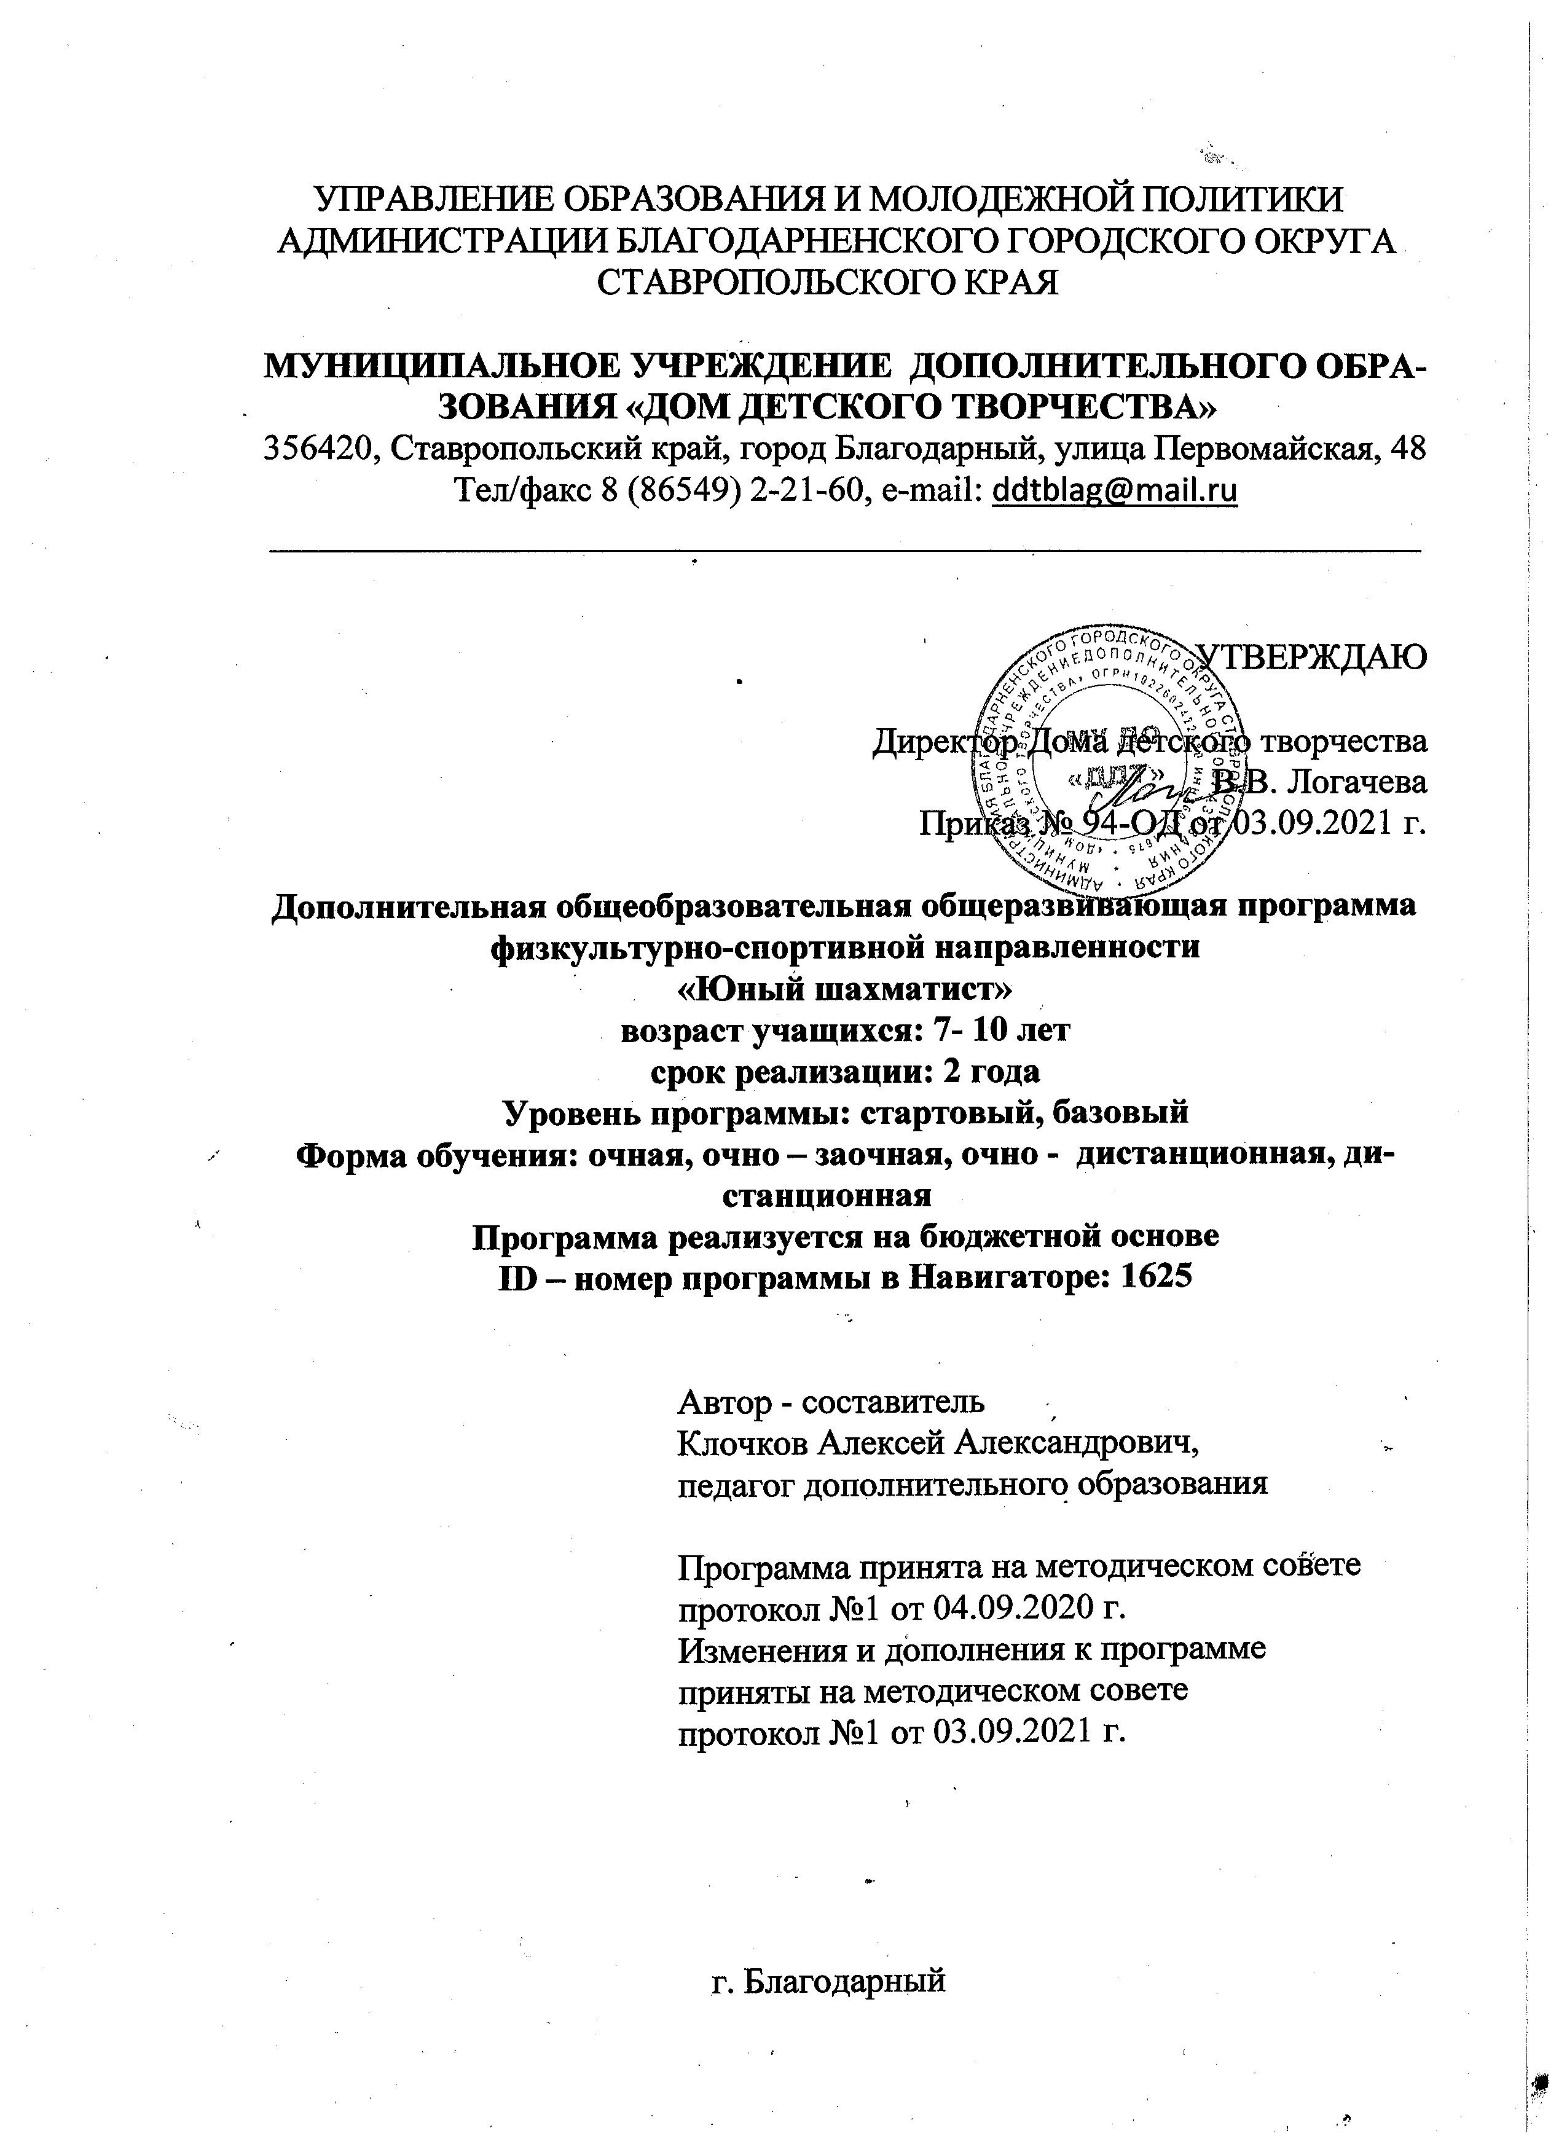 УПРАВЛЕНИЕ ОБРАЗОВАНИЯ И МОЛОДЕЖНОЙ ПОЛИТИКИ
АДМИНИСТРАЦИИ БЛАГОДАРНЕНСКОГО ГОРОДСКОГО ОКРУГА
СТАВРОПОЛЬСКОГО КРАЯ
МУНИЦИПАЛЬНОЕ УЧРЕЖДЕНИЕ ДОПОЛНИТЕЛЬНОГО ОБРА-
ЗОВАНИЯ «ДОМ ДЕТСКОГО ТВОРЧЕСТВА»
356420, Ставропольский край, город Благодарный, улица Первомайская, 48
Тел/факс 8 (86549) 2-21-60, e-mail: ddtblag@mail.ru
УТВЕРЖДАЮ
Директор Дома детского творчества
В.В. Логачева
Приказ № 94-ОД от 03.09.2021 г.
МУ ДО
«ДДТ»
Дополнительная общеобразовательная общеразвивающая программа
физкультурно-спортивной направленности
«Юный шахматист»
возраст учащихся: 7- 10 лет
срок реализации: 2 года
Уровень программы: стартовый, базовый
Форма обучения: очная, очно – заочная, очно - дистанционная, ди-
станционная
Программа реализуется на бюджетной основе
ID – номер программы в Навигаторе: 1625
Автор - составитель
Клочков Алексей Александрович,
педагог дополнительного образования
Программа принята на методическом совете
протокол №1 от 04.09.2020 г.
Изменения и дополнения к программе
приняты на методическом совете
протокол №1 от 03.09.2021 г.
г. Благодарный